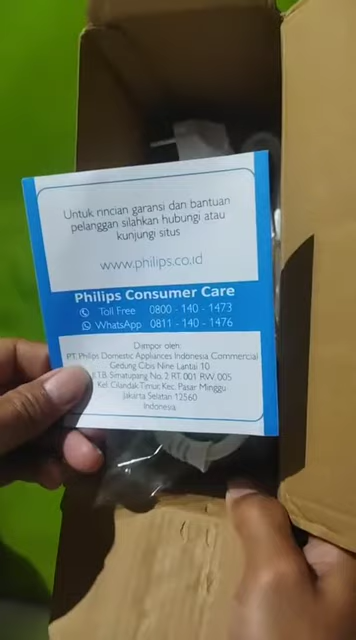 Untuk rincian garansi dan bantuan
pelanggan silahkan hubungi atau
kunjungi situs
www.philips.co.id
Philips Consumer Care
Toll Free 0800 - 140 - 1473
WhatsApp 0811 - 140 - 1476
Diimpor oleh:
PT. Philips Domestic Appliances Indonesia Commercial
Gedung Cibis Nine Lantai 10
T.B. Simatupang No. 2 RT. 001 RW. 005
Kel. Cilandak Timur, Kec. Pasar Minggu
Jakarta Selatan 12560
Indonesia